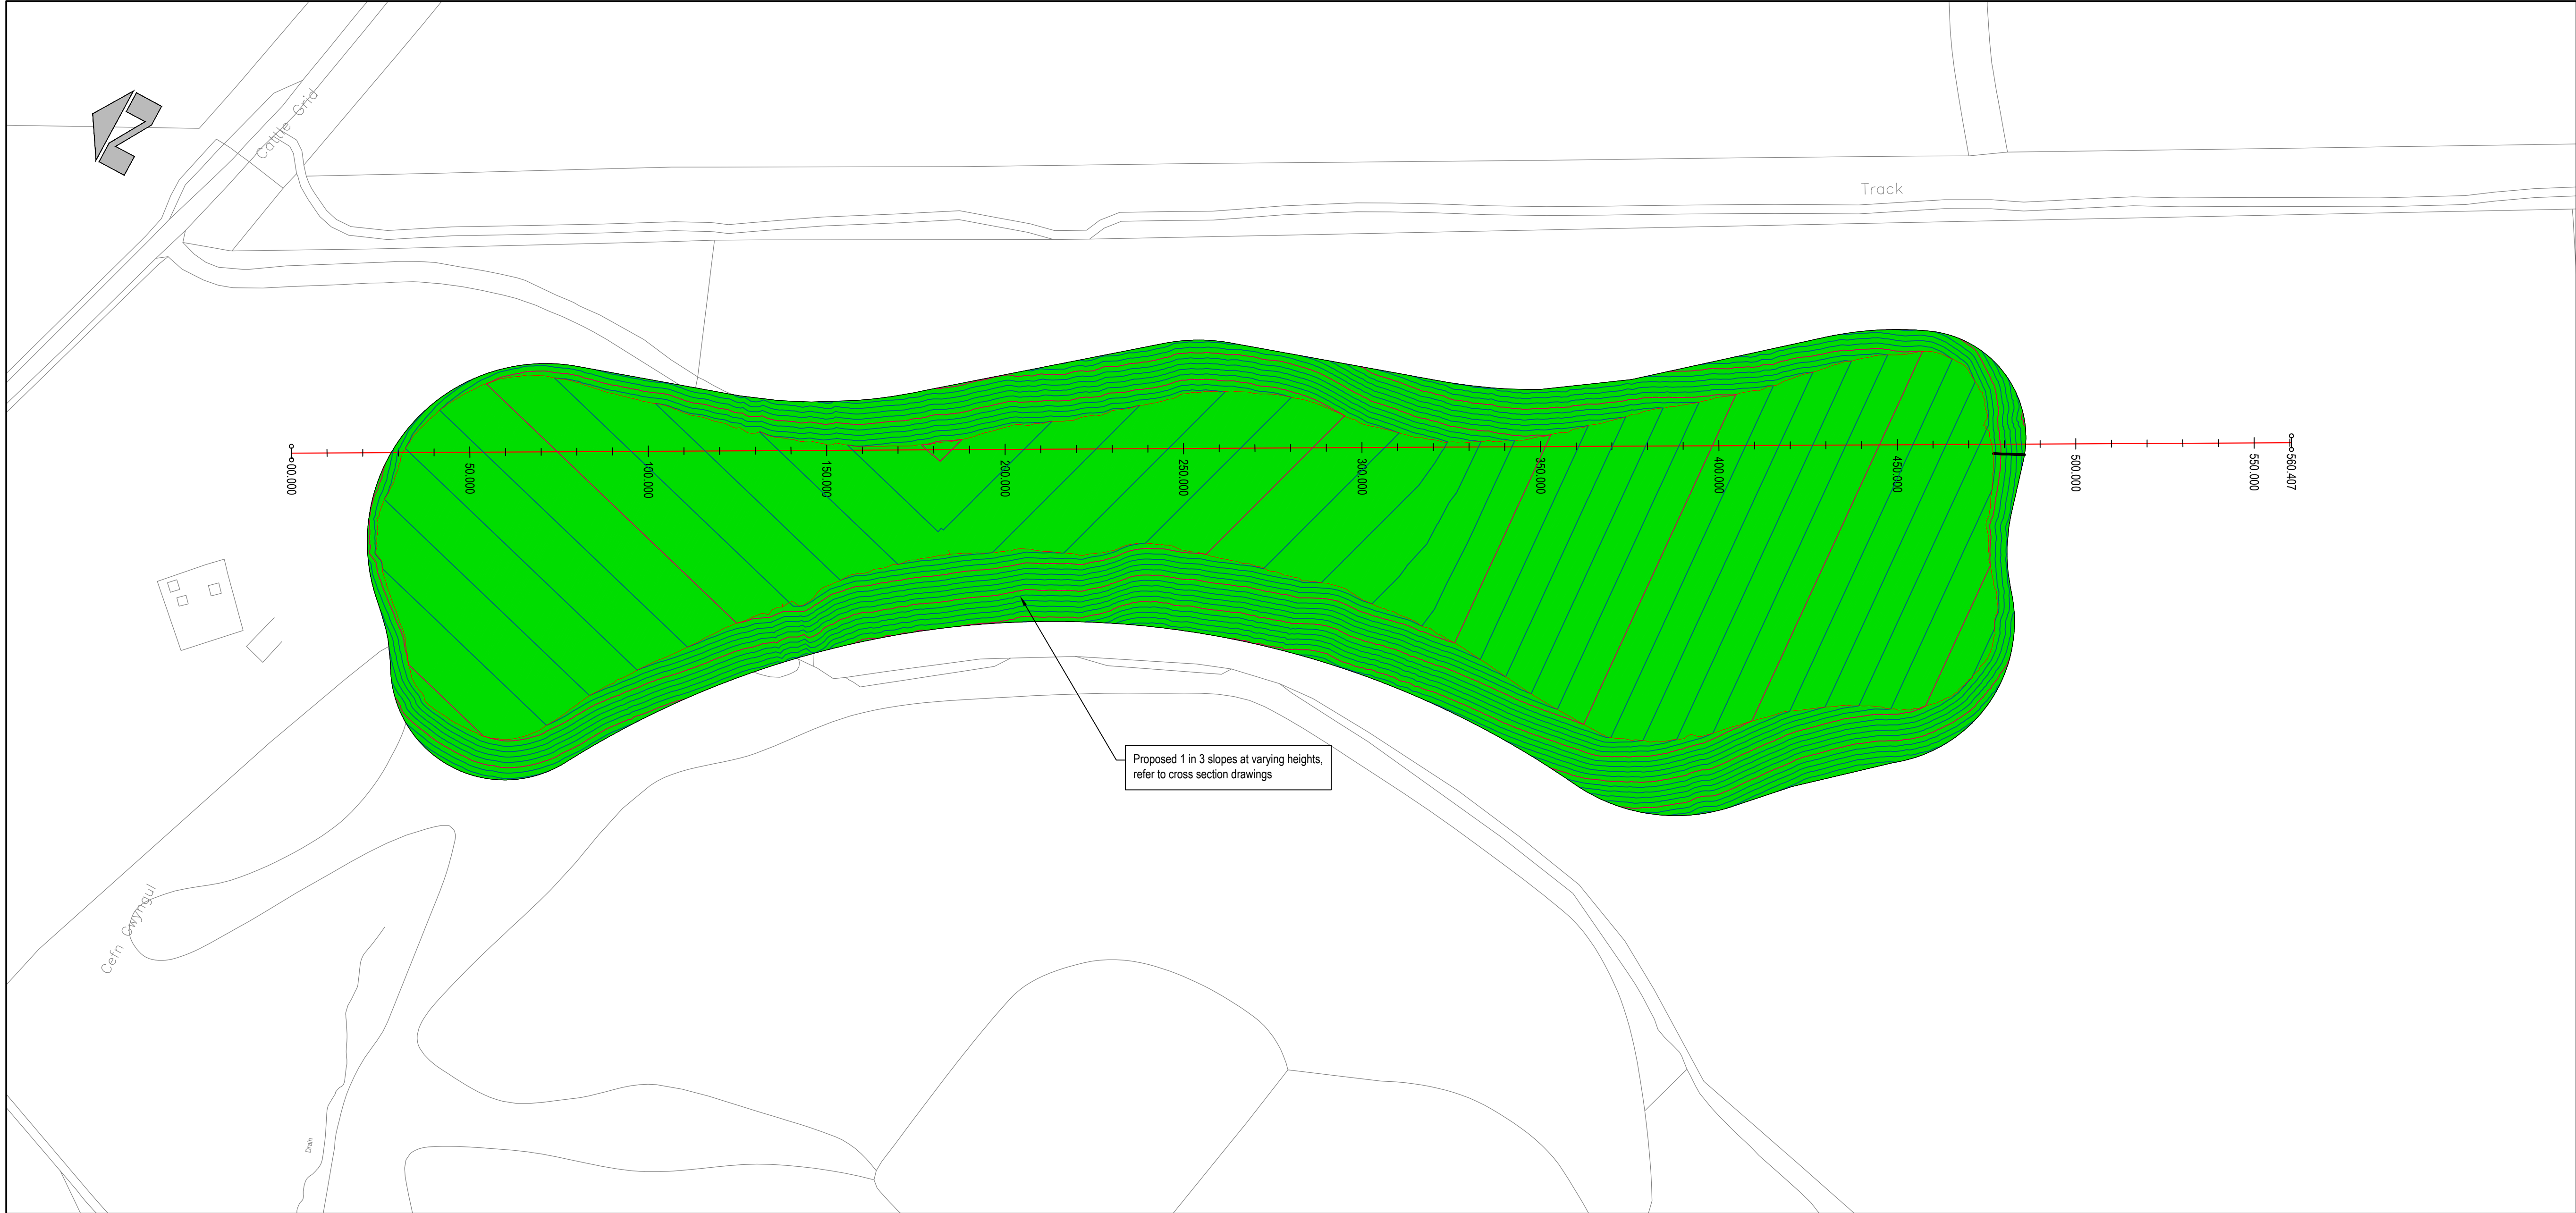 Cattle Grid
Track
00.000
50.000
100.000
150.000
200.000
250.000
300.000
350.000
400.000
450.000
500.000
550.000
560.407
Proposed 1 in 3 slopes at varying heights,
refer to cross section drawings
Cefn Gwyngul
Drain